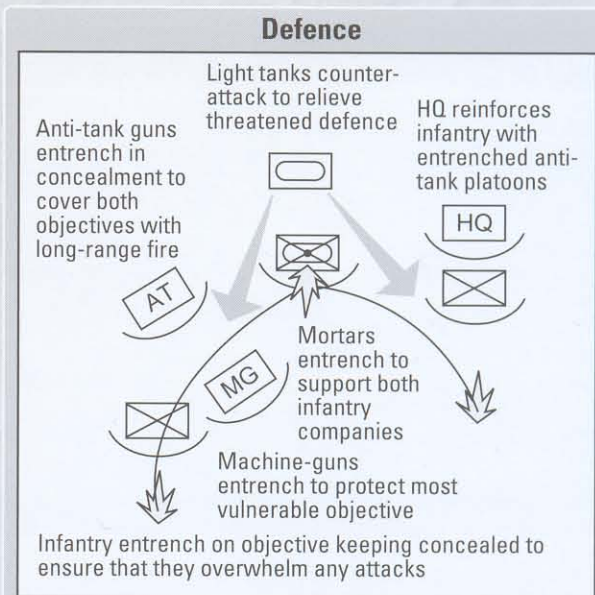 Defence
Light tanks counter-
attack to relieve
threatened defence
HQ reinforces
infantry with
entrenched anti-
tank platoons
Anti-tank guns
entrench in
concealment to
cover both
objectives with
long-range fire
HQ
AT
MG
Mortars
entrench to
support both
infantry
companies
Machine-guns
entrench to protect most
vulnerable objective
Infantry entrench on objective keeping concealed to
ensure that they overwhelm any attacks